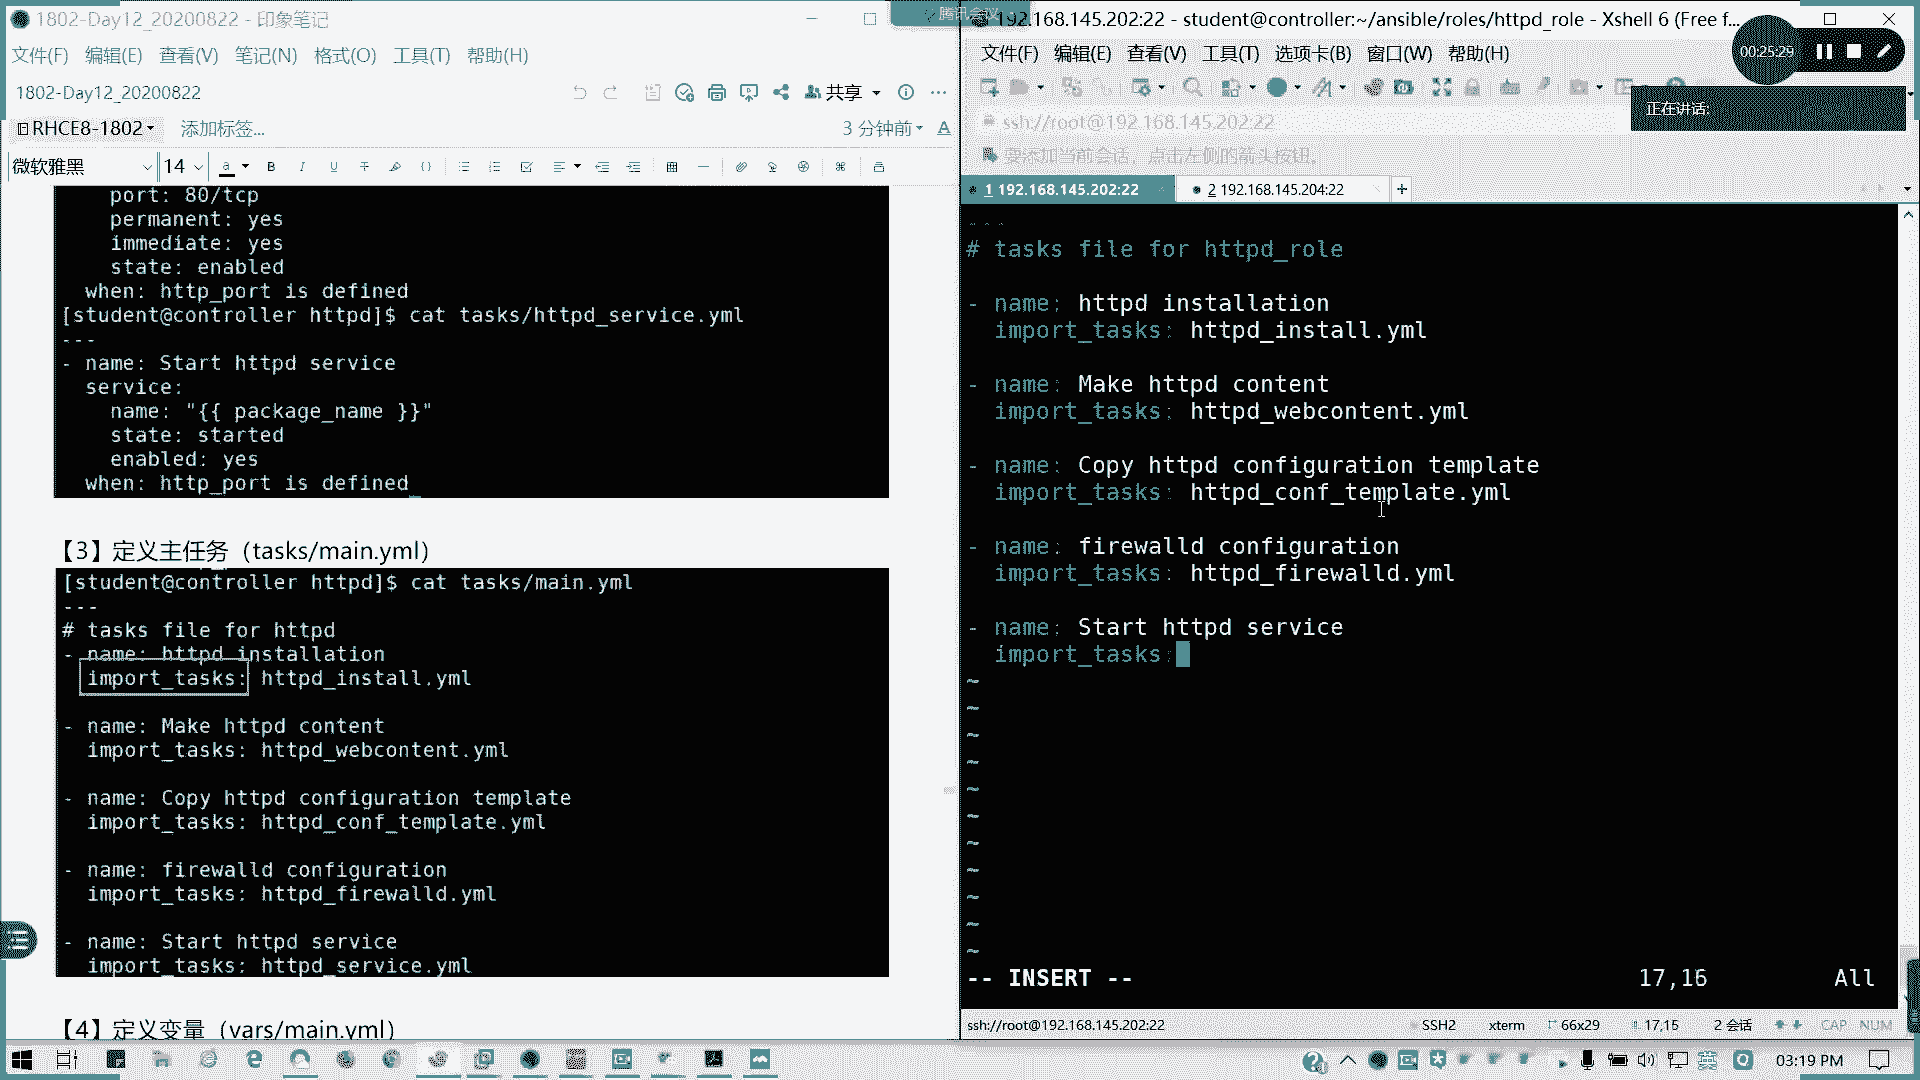 1802-Day12_20200822 - 印象笔记
文件(F) 编辑(E) 查看(V) 笔记(N) 格式(O) 工具(T) 帮助(H)
1802-Day12_20200822
共享
RHCE8-1802
添加标签...
3 分钟前
微软雅黑
14
port: 80/tcp
permanent: yes
immediate: yes
state: enabled
when: http_port is defined
[student@controller httpd]$ cat tasks/httpd_service.yml
---
- name: Start httpd service
service:
name: "{{ package_name }}"
state: started
enabled: yes
when: http_port is defined
【3】定义主任务（tasks/main.yml）
[student@controller httpd]$ cat tasks/main.yml
---
# tasks file for httpd
- name: httpd installation
import_tasks: httpd_install.yml
- name: Make httpd content
import_tasks: httpd_webcontent.yml
- name: Copy httpd configuration template
import_tasks: httpd_conf_template.yml
- name: firewalld configuration
import_tasks: httpd_firewalld.yml
- name: Start httpd service
import_tasks: httpd_service.yml
【4】定义变量（vars/main.yml）
腾讯会议
192.168.145.202:22 - student@controller:~/ansible/roles/httpd_role - Xshell 6 (Free f...
文件(F) 编辑(E) 查看(V) 工具(T) 选项卡(B) 窗口(W) 帮助(H)
00:25:29
正在讲话:
ssh://root@192.168.145.202:22
要添加当前会话，点击左侧的箭头按钮。
1 192.168.145.202:22
2 192.168.145.204:22
---
# tasks file for httpd_role
- name: httpd installation
import_tasks: httpd_install.yml
- name: Make httpd content
import_tasks: httpd_webcontent.yml
- name: Copy httpd configuration template
import_tasks: httpd_conf_template.yml
- name: firewalld configuration
import_tasks: httpd_firewalld.yml
- name: Start httpd service
import_tasks:
~
~
~
~
~
~
~
~
~
~
~
-- INSERT -- 17,16 All
ssh://root@192.168.145.202:22 SSH2 xterm 66x29 17,15 2 会话 CAP NUM
英
03:19 PM